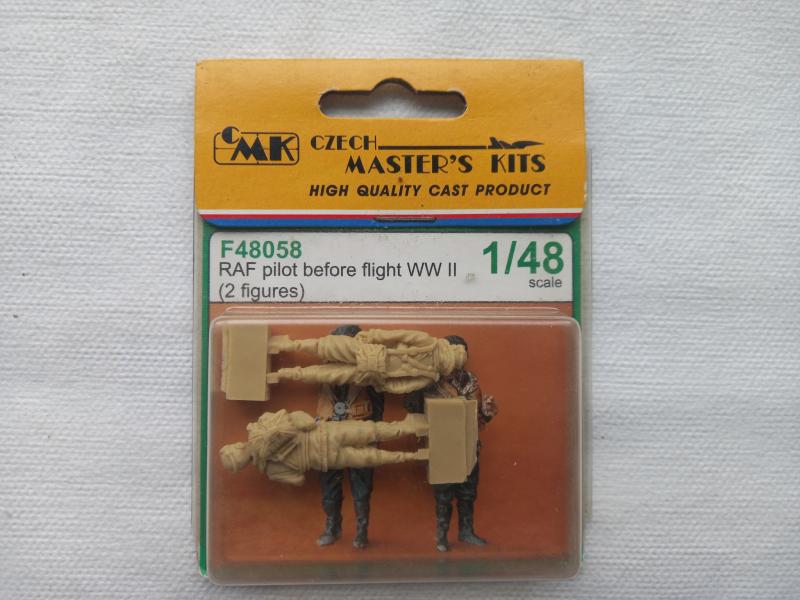 CMK
CZECH
MASTER'S KITS
HIGH QUALITY CAST PRODUCT
F48058
RAF pilot before flight WW II
(2 figures)
1/48
scale